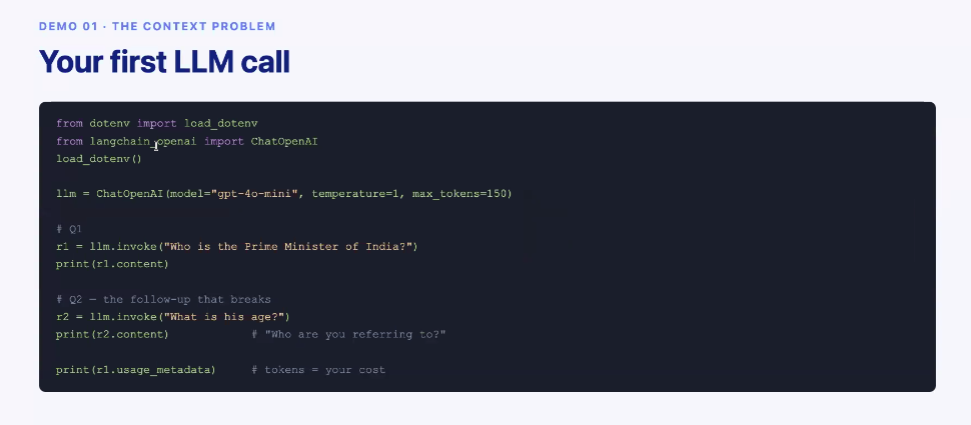 DEMO 01 · THE CONTEXT PROBLEM
Your first LLM call
from dotenv import load_dotenv
from langchain_openai import ChatOpenAI
load_dotenv()
llm = ChatOpenAI(model="gpt-4o-mini", temperature=1, max_tokens=150)
# Q1
r1 = llm.invoke("Who is the Prime Minister of India?")
print(r1.content)
# Q2 — the follow-up that breaks
r2 = llm.invoke("What is his age?")
print(r2.content) # "Who are you referring to?"
print(r1.usage_metadata) # tokens = your cost